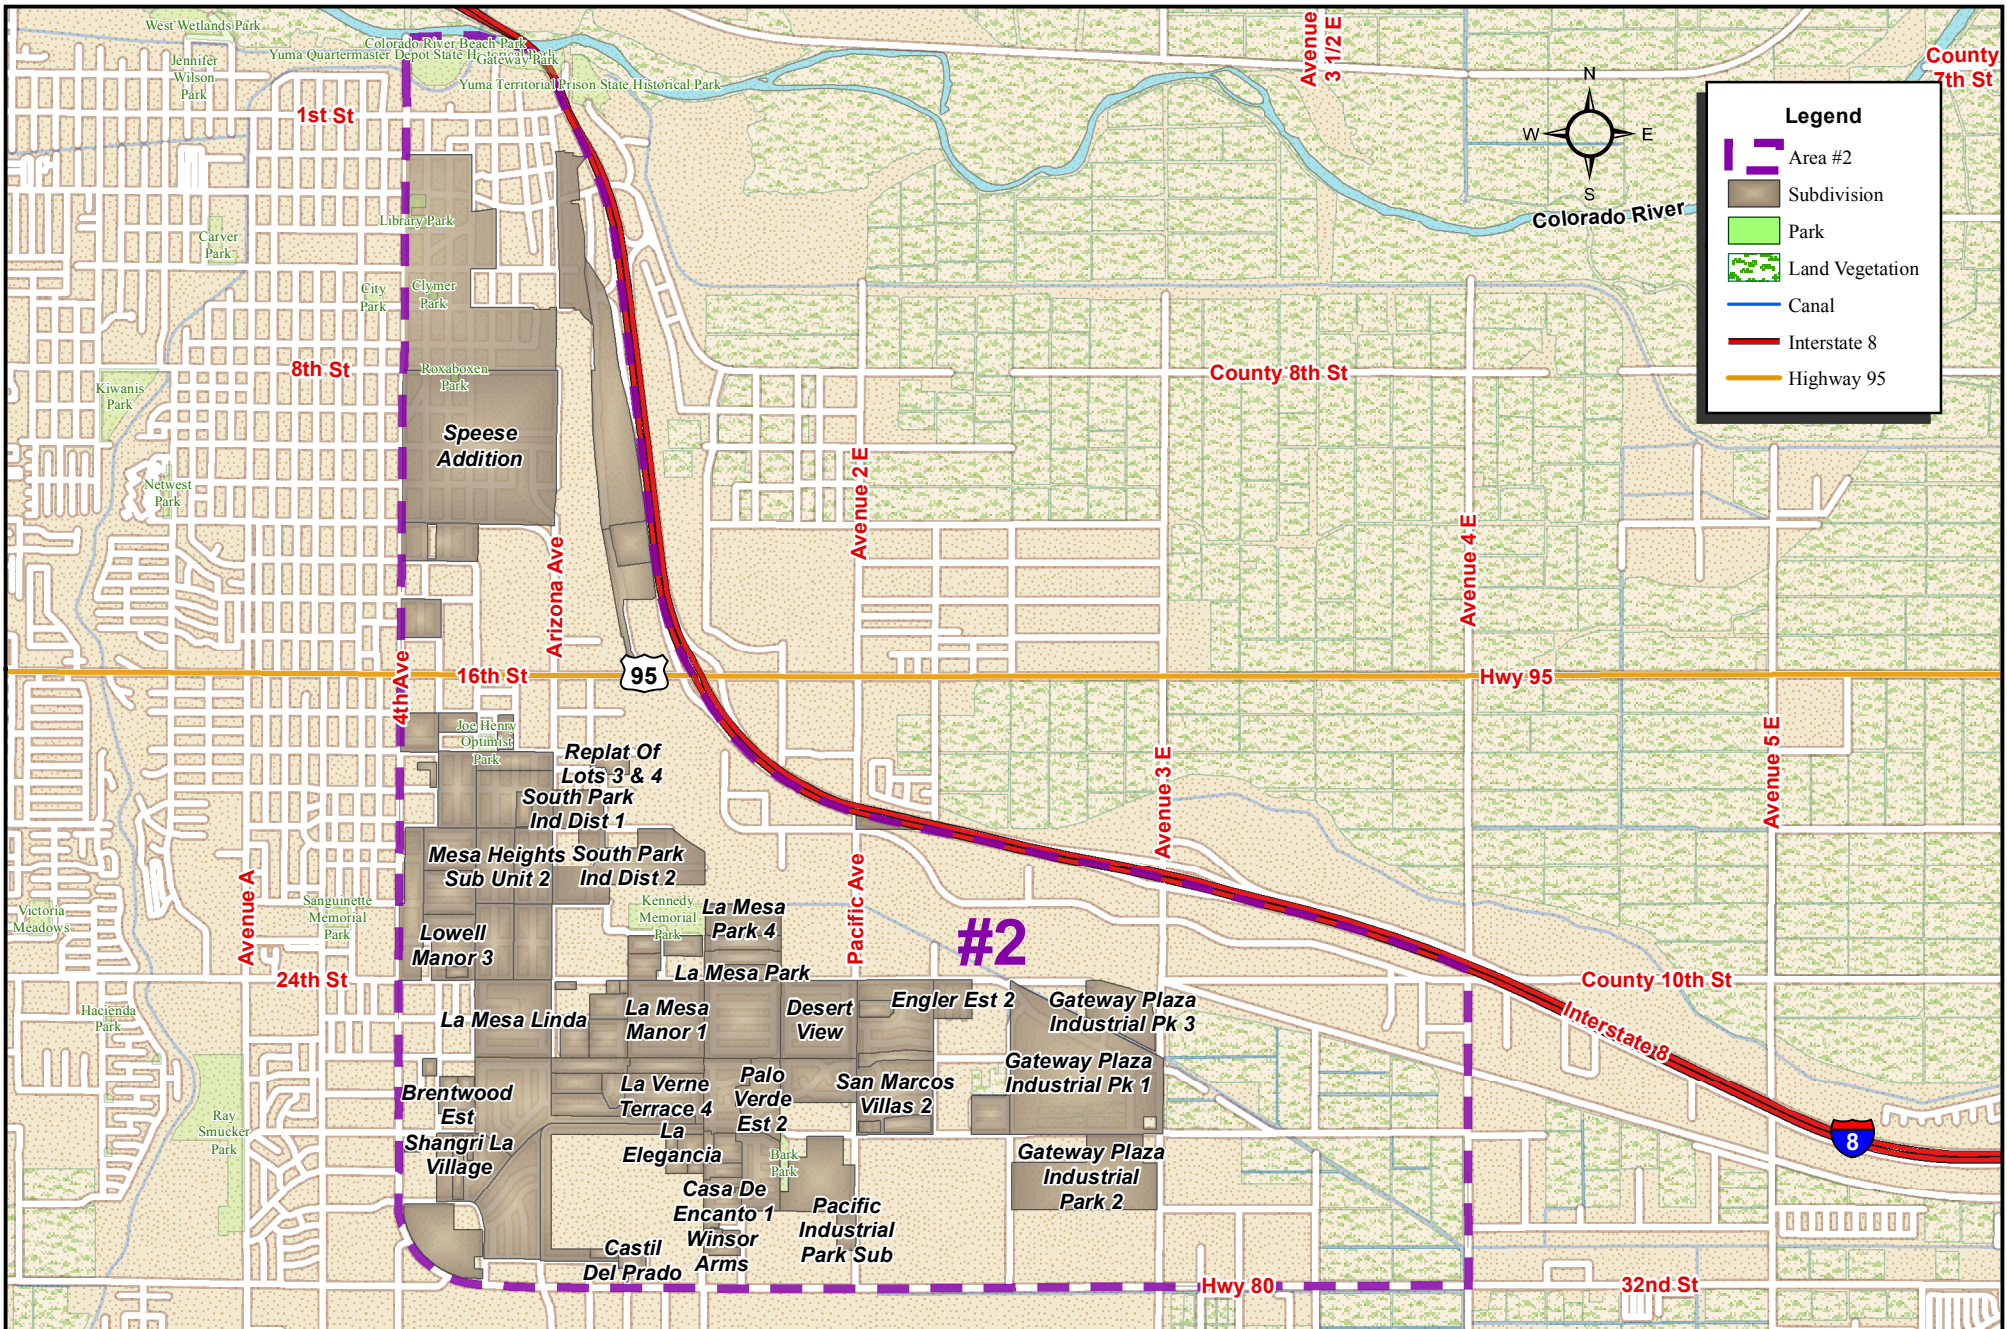 West Wetlands Park
Colorado River Beach Park
Yuma Quartermaster Depot State Historical Park
Gateway Park
Jennifer
Wilson
Park
Yuma Territorial Prison State Historical Park
1st St
Avenue
3 1/2 E
County
7th St
N
W
E
S
Colorado River
Legend
Area #2
Subdivision
Park
Land Vegetation
Canal
Interstate 8
Highway 95
Library Park
Carver
Park
City
Park
Clymer
Park
8th St
Roxaboxen
Park
Kiwanis
Park
County 8th St
Speese
Addition
Netwest
Park
Avenue 2 E
Arizona Ave
Avenue 4 E
4th Ave
16th St
95
Hwy 95
Joe Henry
Optimist
Park
Replat Of
Lots 3 & 4
South Park
Ind Dist 1
Avenue 3 E
Avenue 5 E
Mesa Heights
Sub Unit 2
South Park
Ind Dist 2
Pacific Ave
Avenue A
Victoria
Meadows
Sanguinette
Memorial
Park
Kennedy
Memorial
Park
La Mesa
Park 4
#2
Lowell
Manor 3
24th St
La Mesa Park
County 10th St
Hacienda
Park
La Mesa Linda
La Mesa
Manor 1
Desert
View
Engler Est 2
Gateway Plaza
Industrial Pk 3
Interstate 8
Gateway Plaza
Industrial Pk 1
Brentwood
Est
La Verne
Terrace 4
Palo
Verde
Est 2
San Marcos
Villas 2
Ray
Smucker
Park
Shangri La
Village
La
Elegancia
Bark
Park
8
Gateway Plaza
Industrial
Park 2
Casa De
Encanto 1
Pacific
Industrial
Park Sub
Winsor
Arms
Castil
Del Prado
Hwy 80
32nd St